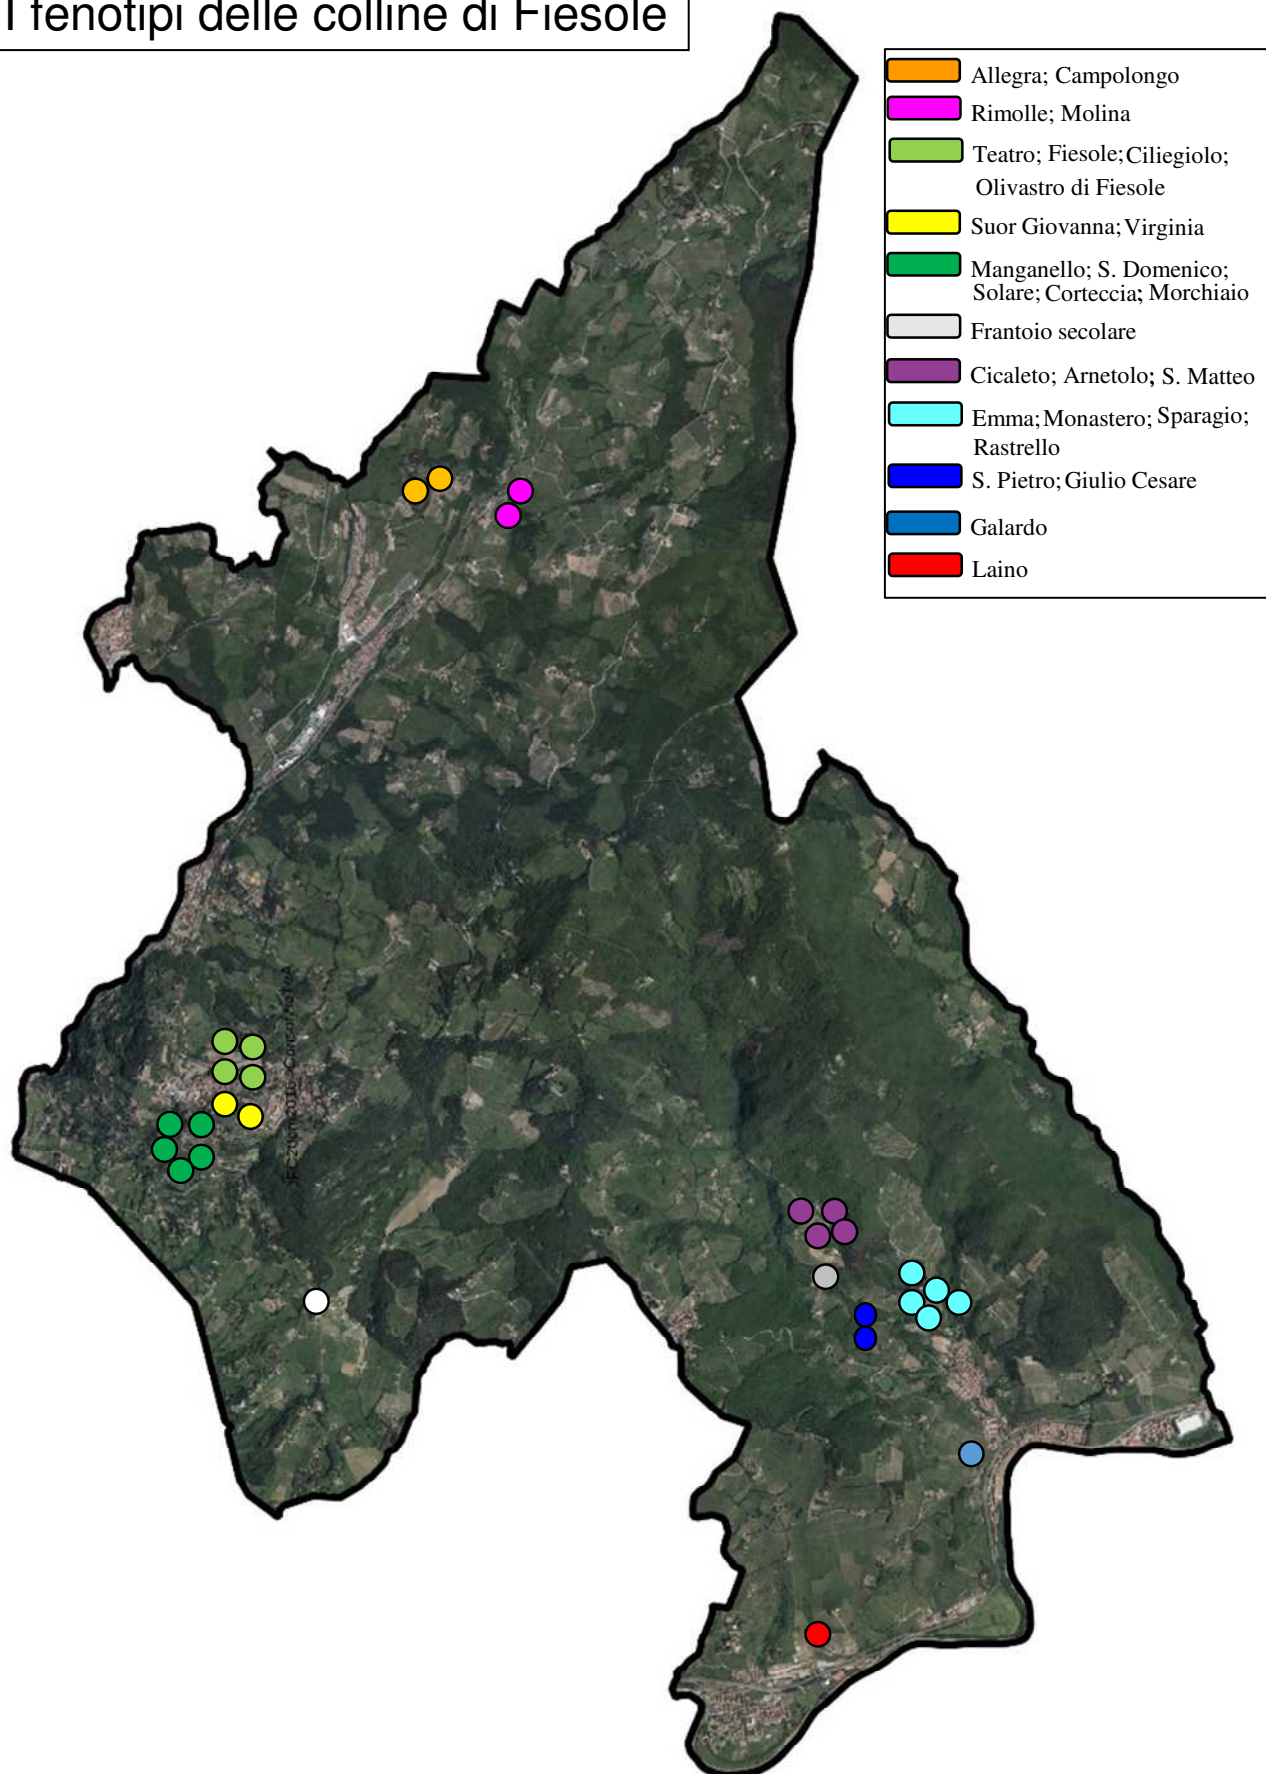 I fenotipi delle colline di Fiesole
Allegra; Campolongo
Rimolle; Molina
Teatro; Fiesole; Ciliegiolo;
Olivastro di Fiesole
Suor Giovanna; Virginia
Manganello; S. Domenico;
Solare; Corteccia; Morchiaio
Frantoio secolare
Cicaleto; Arnetolo; S. Matteo
Emma; Monastero; Sparagio;
Rastrello
S. Pietro; Giulio Cesare
Galardo
Laino